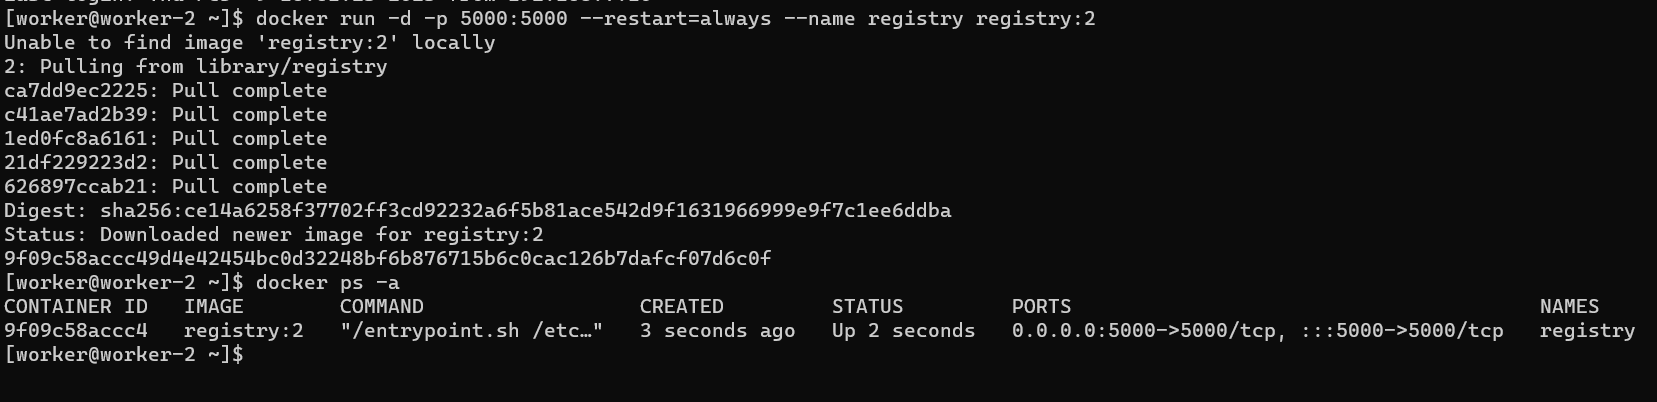 [worker@worker-2 ~]$ docker run -d -p 5000:5000 --restart=always --name registry registry:2
Unable to find image 'registry:2' locally
2: Pulling from library/registry
ca7dd9ec2225: Pull complete
c41ae7ad2b39: Pull complete
1ed0fc8a6161: Pull complete
21df229223d2: Pull complete
626897ccab21: Pull complete
Digest: sha256:ce14a6258f37702ff3cd92232a6f5b81ace542d9f1631966999e9f7c1ee6ddba
Status: Downloaded newer image for registry:2
9f09c58accc49d4e42454bc0d32248bf6b876715b6c0cac126b7dafcf07d6c0f
[worker@worker-2 ~]$ docker ps -a
CONTAINER ID   IMAGE        COMMAND                  CREATED         STATUS         PORTS                                       NAMES
9f09c58accc4   registry:2   "/entrypoint.sh /etc…"   3 seconds ago   Up 2 seconds   0.0.0.0:5000->5000/tcp, :::5000->5000/tcp   registry
[worker@worker-2 ~]$